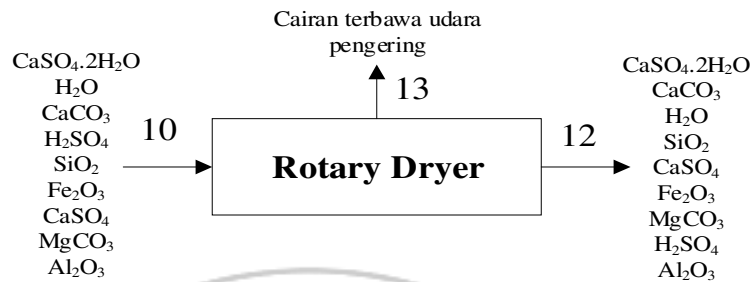 Cairan terbawa udara
pengering
13
CaSO₄.2H₂O
H₂O
CaCO₃
H₂SO₄
SiO₂
Fe₂O₃
CaSO₄
MgCO₃
Al₂O₃
10
Rotary Dryer
12
CaSO₄.2H₂O
CaCO₃
H₂O
SiO₂
CaSO₄
Fe₂O₃
MgCO₃
H₂SO₄
Al₂O₃